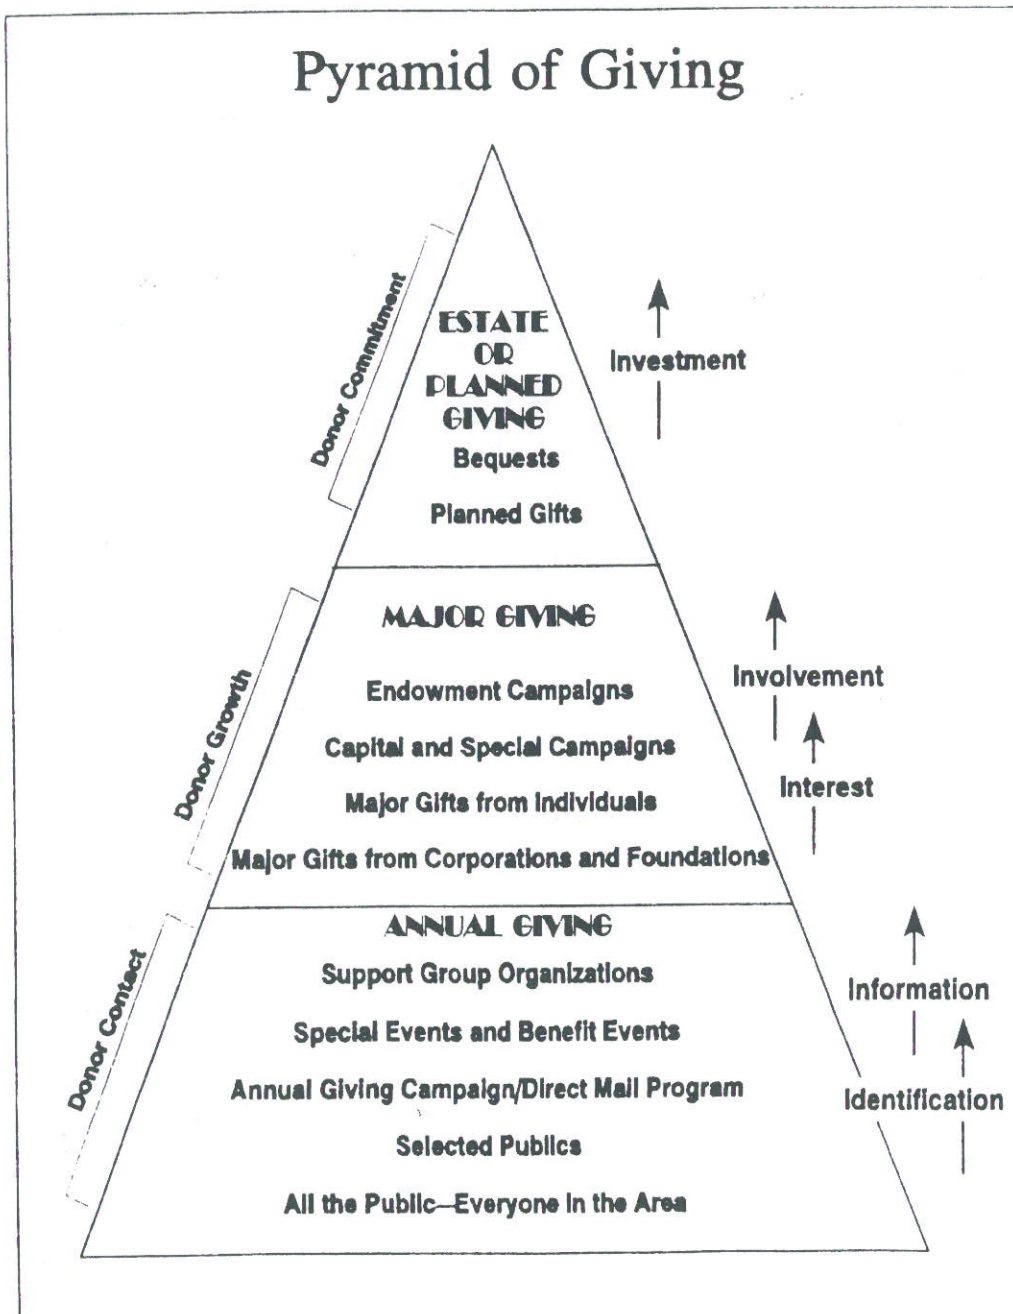 Pyramid of Giving
Donor Commitment
ESTATE
OR
PLANNED
GIVING
Bequests
Planned Gifts
Investment
Donor Growth
MAJOR GIVING
Endowment Campaigns
Capital and Special Campaigns
Major Gifts from Individuals
Major Gifts from Corporations and Foundations
Involvement
Interest
Donor Contact
ANNUAL GIVING
Support Group Organizations
Special Events and Benefit Events
Annual Giving Campaign/Direct Mail Program
Selected Publics
All the Public—Everyone in the Area
Information
Identification